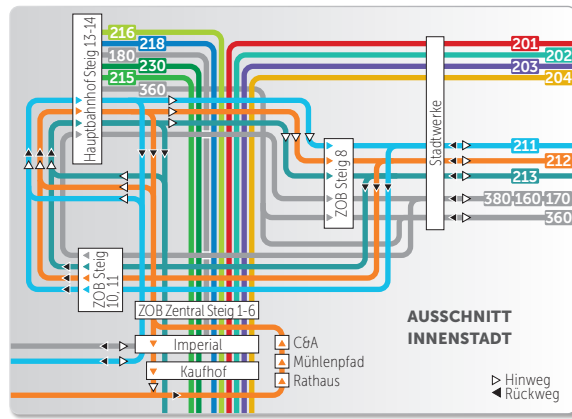 216
218
180
230
215
360
Hauptbahnhof Steig 13-14
201
202
203
204
Stadtwerke
ZOB Steig 8
211
212
213
380-160-170
360
ZOB Steig
10, 11
ZOB Zentral Steig 1-6
Imperial
Kaufhof
C&A
Mühlenpfad
Rathaus
AUSSCHNITT
INNENSTADT
Hinweg
Rückweg